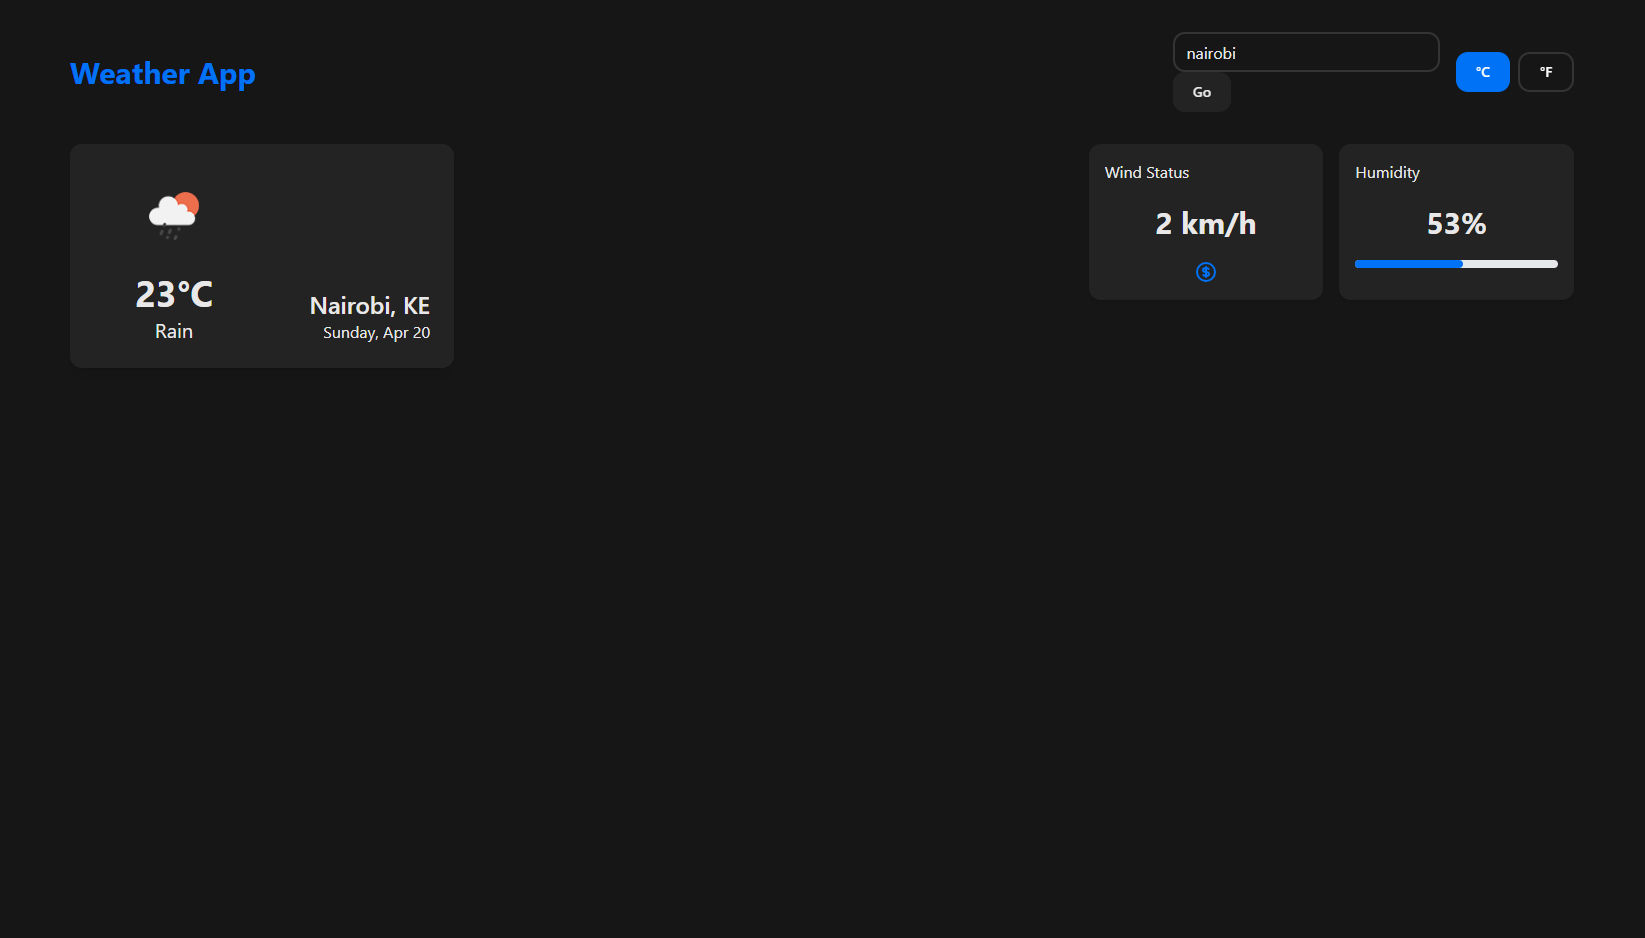 Weather App
nairobi
Go
°C
°F
23°C
Rain
Nairobi, KE
Sunday, Apr 20
Wind Status
2 km/h
$
Humidity
53%